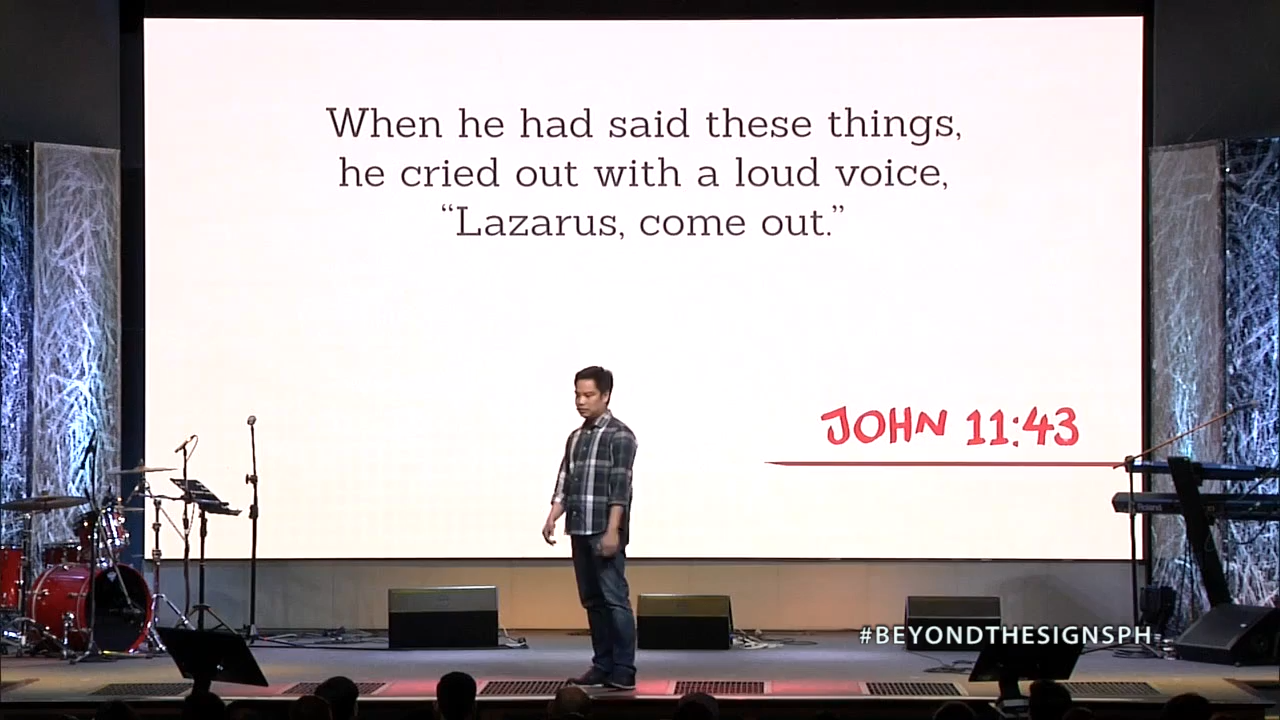 When he had said these things,
he cried out with a loud voice,
“Lazarus, come out.”
JOHN 11:43
Roland
#BEYONDTHESIGNSPH